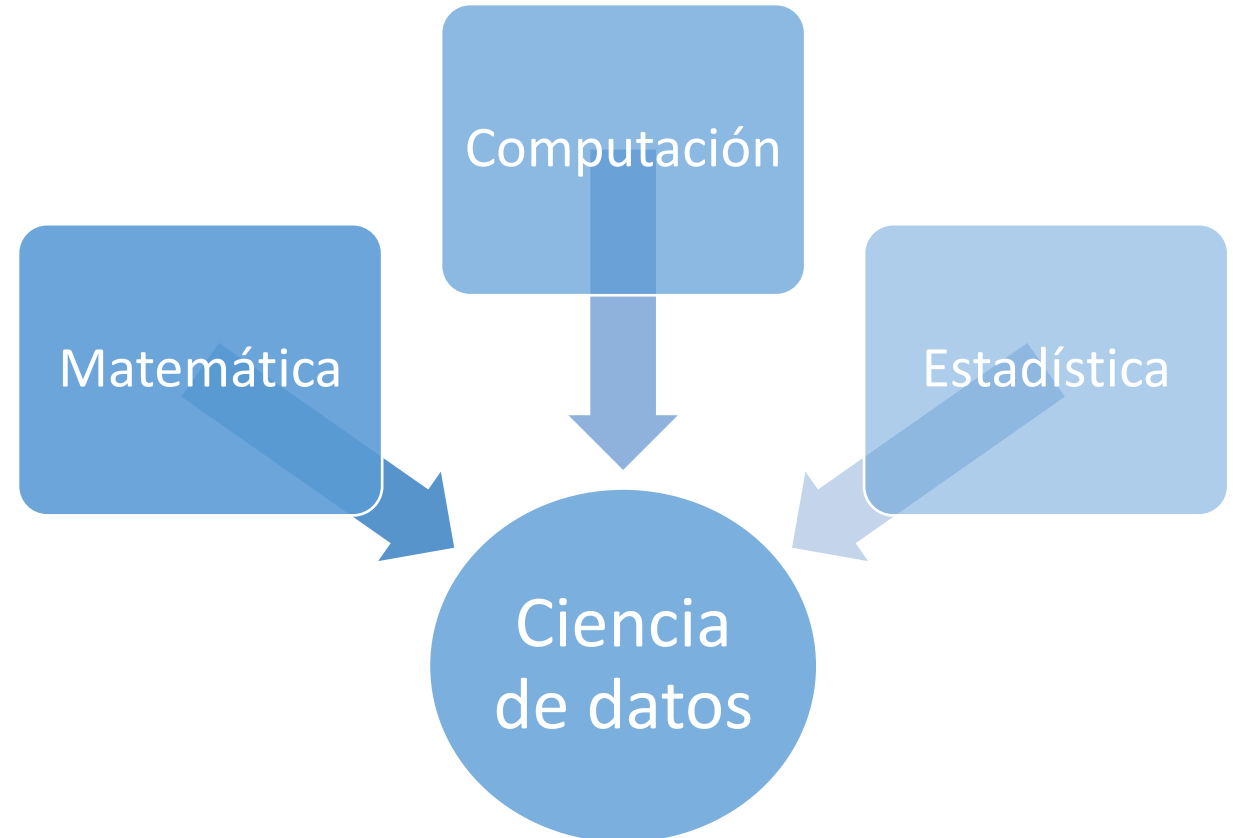 Computación
Matemática
Estadística
Ciencia
de datos